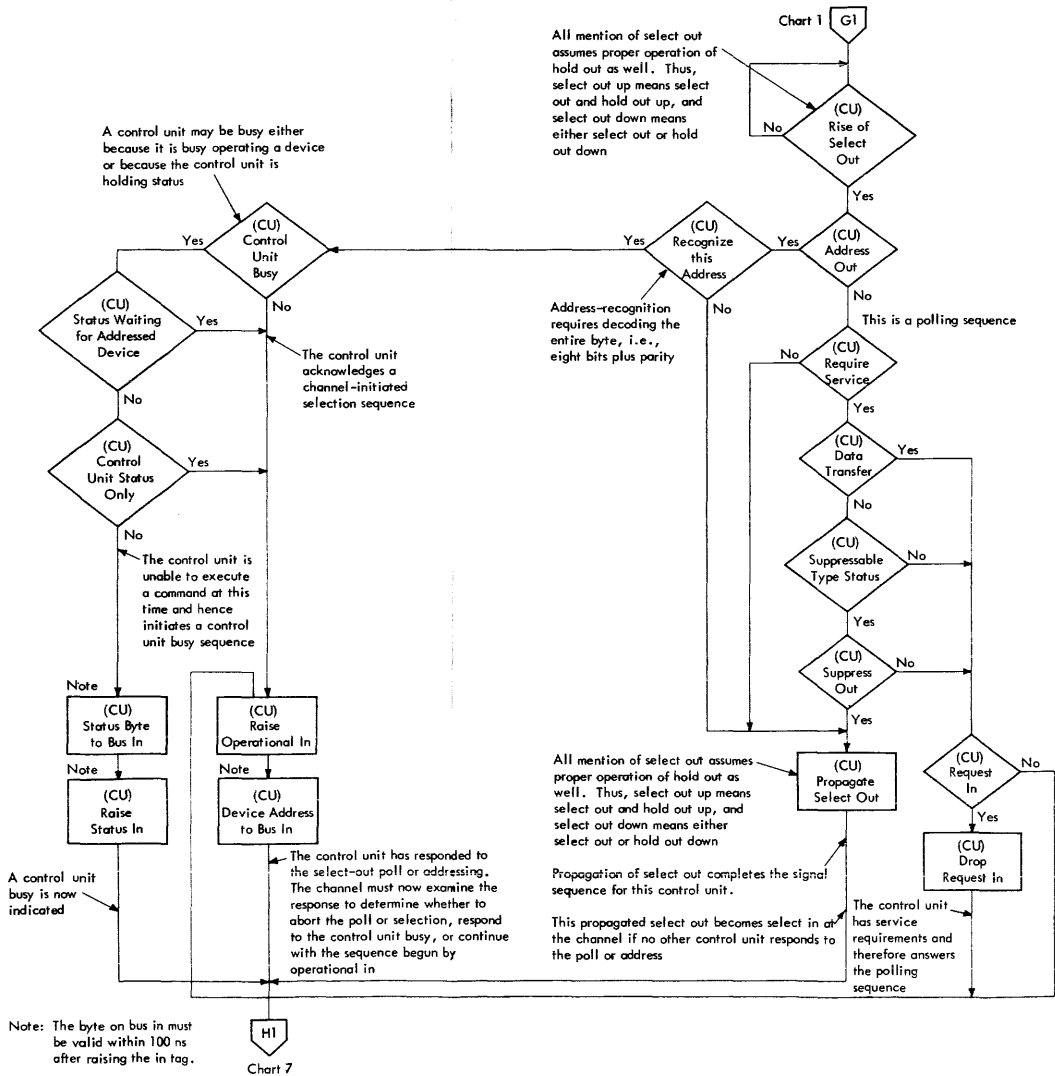 Chart 1
G1
All mention of select out
assumes proper operation of
hold out as well. Thus,
select out up means select
out and hold out up, and
select out down means
either select out or hold
out down
(CU)
Rise of
Select
Out
No
Yes
A control unit may be busy either
because it is busy operating a device
or because the control unit is
holding status
(CU)
Control
Unit
Busy
Yes
No
(CU)
Recognize
this
Address
Yes
No
(CU)
Address
Out
Yes
No
Address-recognition
requires decoding the
entire byte, i.e.,
eight bits plus parity
This is a polling sequence
(CU)
Status Waiting
for Addressed
Device
Yes
No
The control unit
acknowledges a
channel-initiated
selection sequence
(CU)
Require
Service
No
Yes
(CU)
Control
Unit Status
Only
Yes
No
(CU)
Data
Transfer
Yes
No
The control unit is
unable to execute
a command at this
time and hence
initiates a control
unit busy sequence
(CU)
Suppressable
Type Status
No
Yes
(CU)
Suppress
Out
No
Yes
Note
(CU)
Status Byte
to Bus In
(CU)
Raise
Operational In
Note
(CU)
Raise
Status In
Note
(CU)
Device Address
to Bus In
All mention of select out assumes
proper operation of hold out as
well. Thus, select out up means
select out and hold out up, and
select out down means either
select out or hold out down
(CU)
Propagate
Select Out
(CU)
Request
In
No
Yes
(CU)
Drop
Request In
A control unit
busy is now
indicated
The control unit has responded to
the select-out poll or addressing.
The channel must now examine the
response to determine whether to
abort the poll or selection, respond
to the control unit busy, or continue
with the sequence begun by
operational in
Propagation of select out completes the signal
sequence for this control unit.
This propagated select out becomes select in at
the channel if no other control unit responds to
the poll or address
The control unit
has service
requirements and
therefore answers
the polling
sequence
Note: The byte on bus in must
be valid within 100 ns
after raising the in tag.
H1
Chart 7